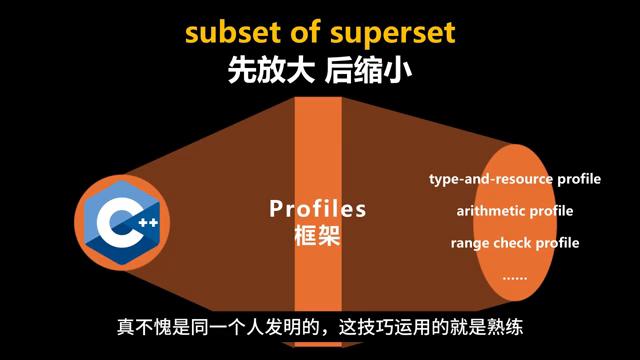 subset of superset
先放大 后缩小
C++
Profiles
框架
type-and-resource profile
arithmetic profile
range check profile
......
真不愧是同一个人发明的，这技巧运用的就是熟练